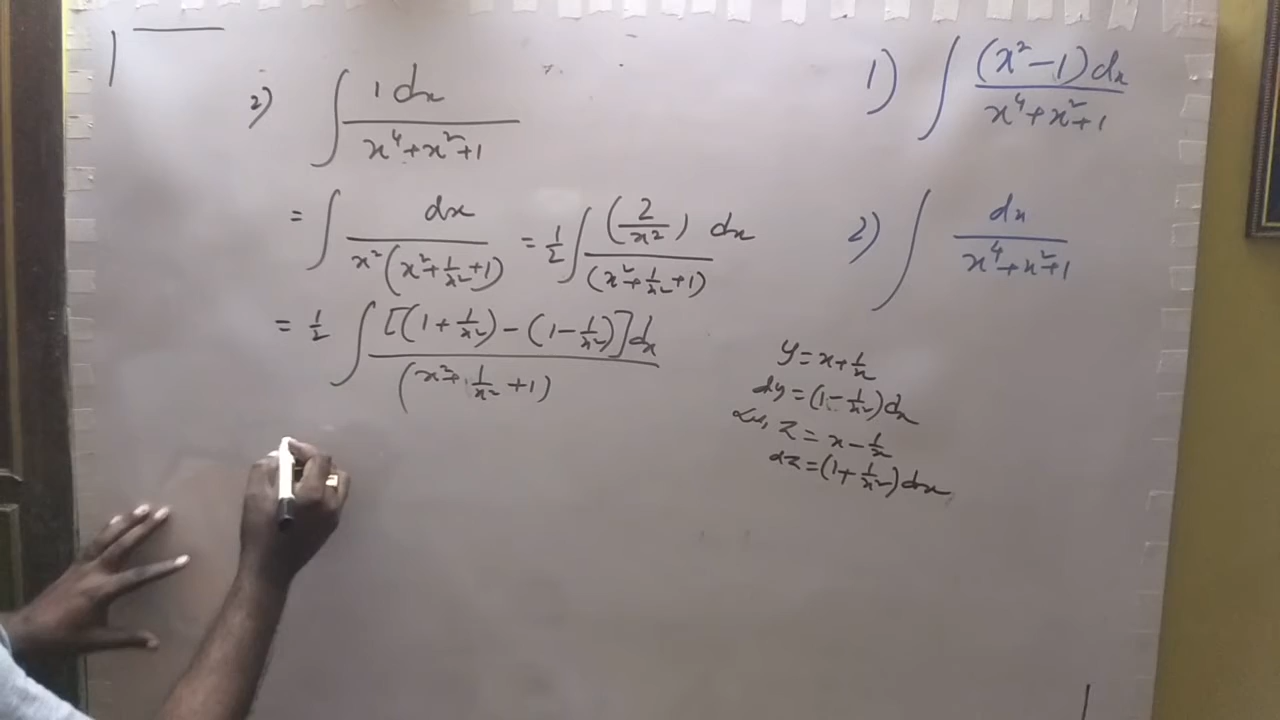 2) ∫ 1 dx / (x⁴+x²+1)
= ∫ dx / (x²(x²+1/x²+1)) = 1/2 ∫ (2/x²) dx / (x²+1/x²+1)
= 1/2 ∫ [(1+1/x²)-(1-1/x²)]dx / (x²+1/x²+1)
1) ∫ (x²-1)dx / (x⁴+x²+1)
2) ∫ dx / (x⁴+x²+1)
y=x+1/x
dy=(1-1/x²)dx
z=x-1/x
dz=(1+1/x²)dx